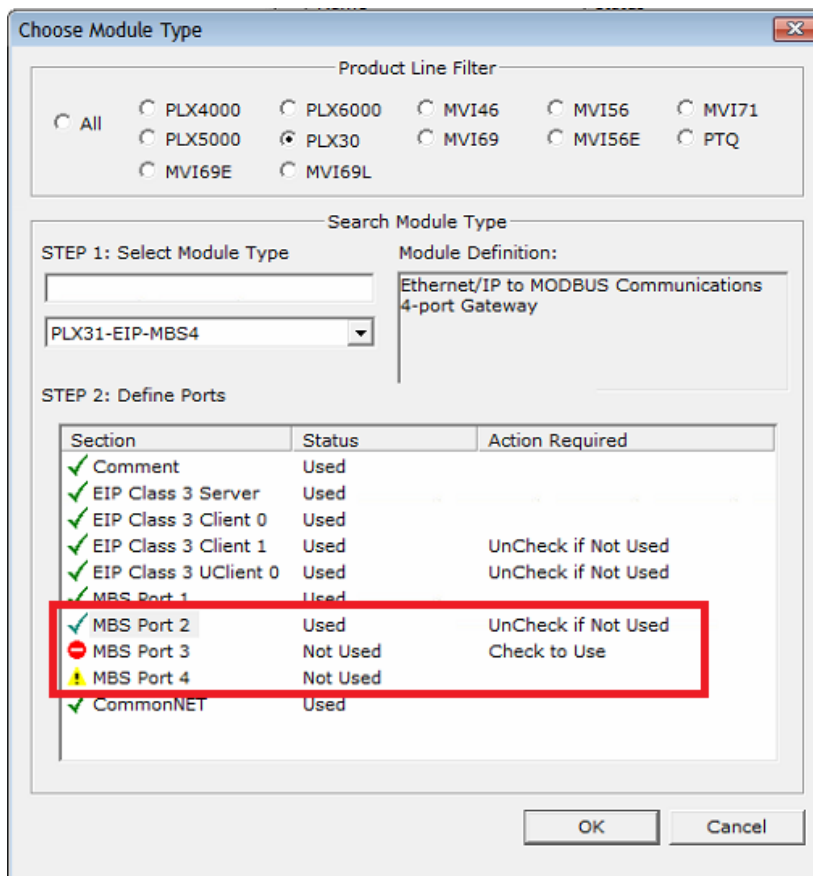 Choose Module Type
Product Line Filter
All
PLX4000
PLX6000
MVI46
MVI56
MVI71
PLX5000
PLX30
MVI69
MVI56E
PTQ
MVI69E
MVI69L
Search Module Type
STEP 1: Select Module Type
Module Definition:
Ethernet/IP to MODBUS Communications
4-port Gateway
PLX31-EIP-MBS4
STEP 2: Define Ports
Section Status Action Required
Comment Used
EIP Class 3 Server Used
EIP Class 3 Client 0 Used
EIP Class 3 Client 1 Used UnCheck if Not Used
EIP Class 3 UClient 0 Used UnCheck if Not Used
MBS Port 1 Used
MBS Port 2 Used UnCheck if Not Used
MBS Port 3 Not Used Check to Use
MBS Port 4 Not Used
CommonNET Used
OK Cancel